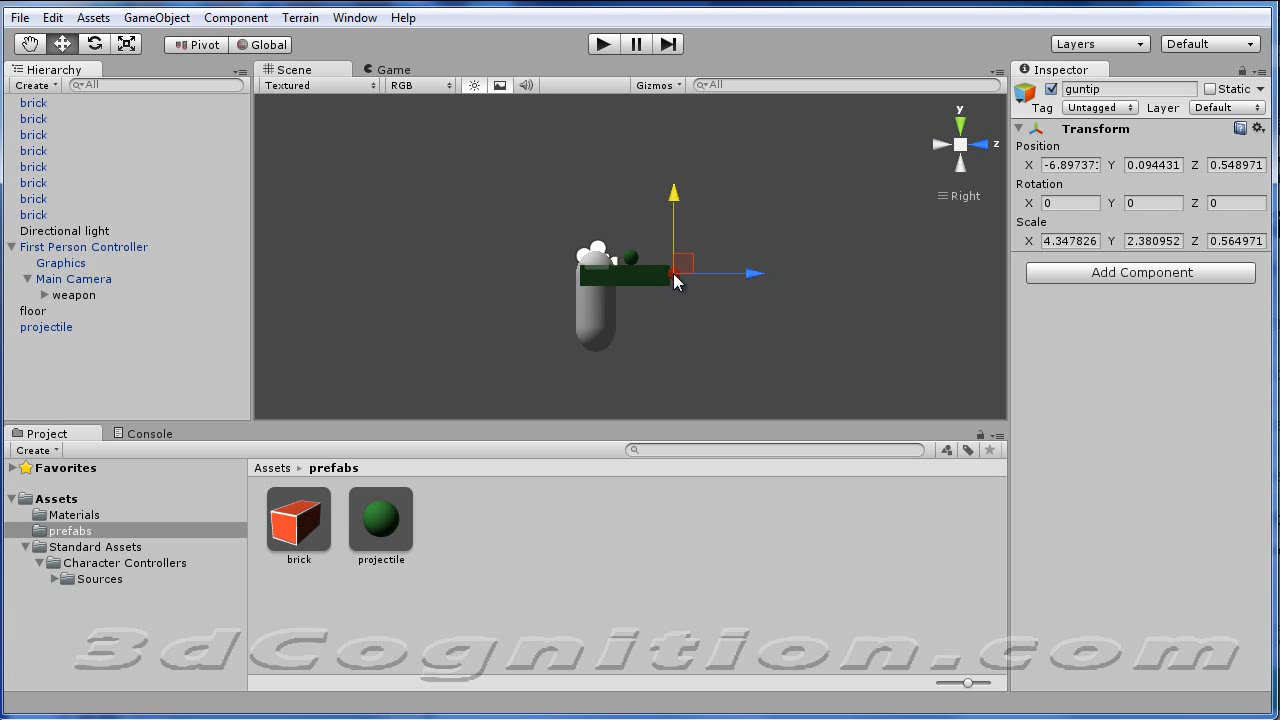 File Edit Assets GameObject Component Terrain Window Help
Pivot Global Layers Default
Hierarchy
Create All
brick
brick
brick
brick
brick
brick
brick
brick
Directional light
First Person Controller
Graphics
Main Camera
weapon
floor
projectile
Scene Game
Textured RGB Gizmos All
y
z
Right
Inspector
guntip Static
Tag Untagged Layer Default
Transform
Position
X -6.897373 Y 0.094431 Z 0.548971
Rotation
X 0 Y 0 Z 0
Scale
X 4.347826 Y 2.380952 Z 0.564971
Add Component
Project Console
Create
Favorites
Assets
Materials
prefabs
Standard Assets
Character Controllers
Sources
Assets prefabs
brick projectile
3dCognition.com